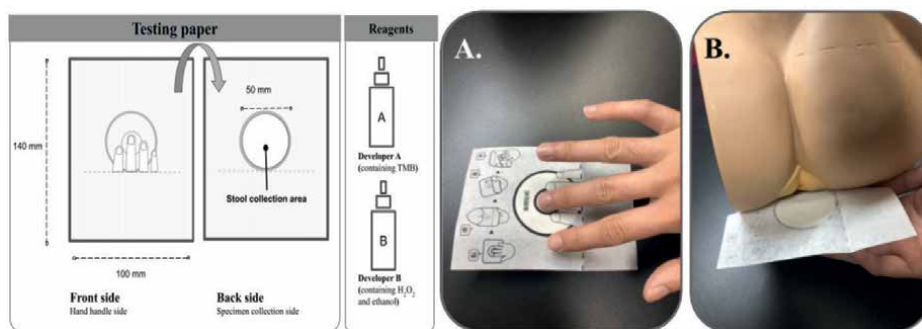 Testing paper
140 mm
100 mm
50 mm
Stool collection area
Front side
Hand handle side
Back side
Specimen collection side
Reagents
A
Developer A
(containing TMB)
B
Developer B
(containing H₂O₂
and ethanol)
A.
B.